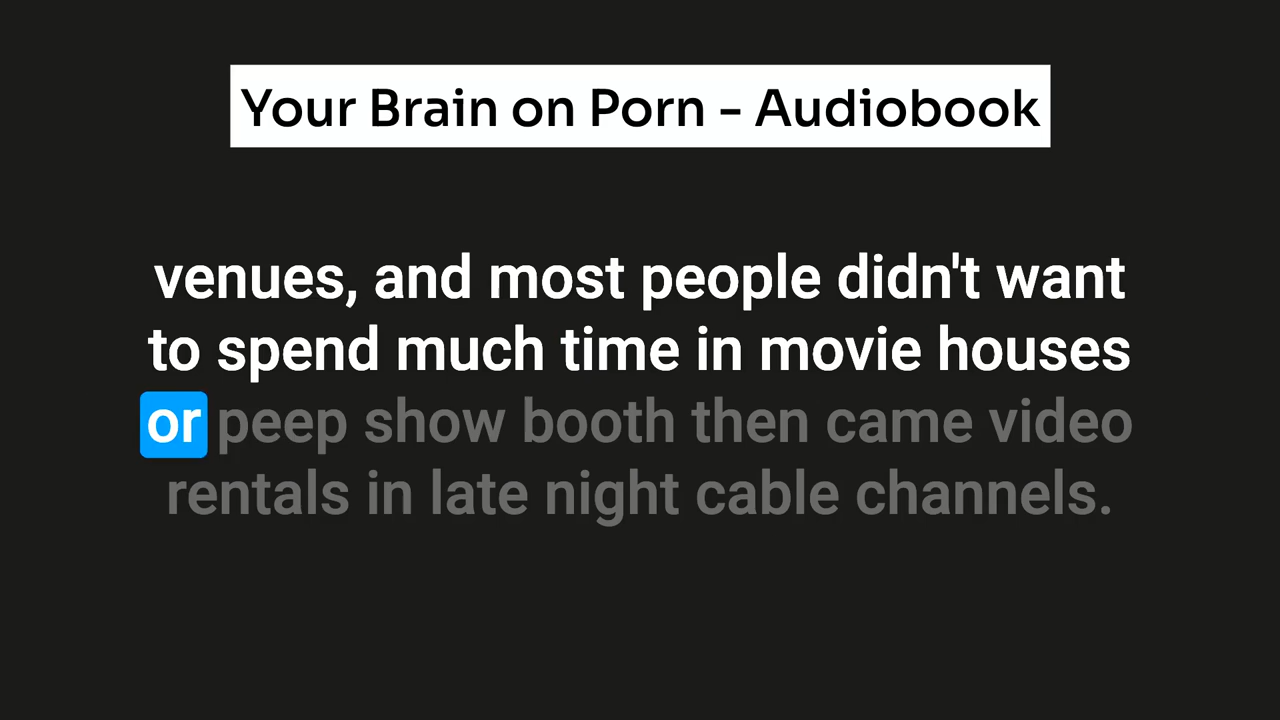 Your Brain on Porn - Audiobook
venues, and most people didn't want
to spend much time in movie houses
or peep show booth then came video
rentals in late night cable channels.